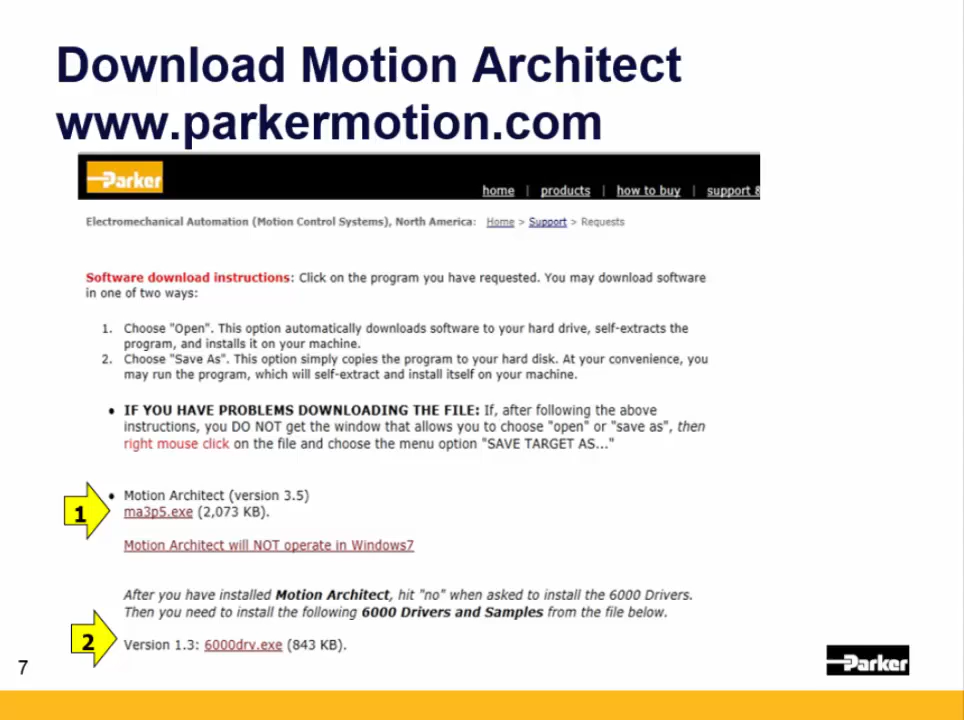 Download Motion Architect
www.parkermotion.com
Parker
home | products | how to buy | support &
Electromechanical Automation (Motion Control Systems), North America: Home > Support > Requests
Software download instructions: Click on the program you have requested. You may download software
in one of two ways:
1. Choose "Open". This option automatically downloads software to your hard drive, self-extracts the
program, and installs it on your machine.
2. Choose "Save As". This option simply copies the program to your hard disk. At your convenience, you
may run the program, which will self-extract and install itself on your machine.
• IF YOU HAVE PROBLEMS DOWNLOADING THE FILE: If, after following the above
instructions, you DO NOT get the window that allows you to choose "open" or "save as", then
right mouse click on the file and choose the menu option "SAVE TARGET AS..."
• Motion Architect (version 3.5)
1 ma3p5.exe (2,073 KB).
Motion Architect will NOT operate in Windows7
After you have installed Motion Architect, hit "no" when asked to install the 6000 Drivers.
Then you need to install the following 6000 Drivers and Samples from the file below.
2 Version 1.3: 6000drv.exe (843 KB).
7
Parker